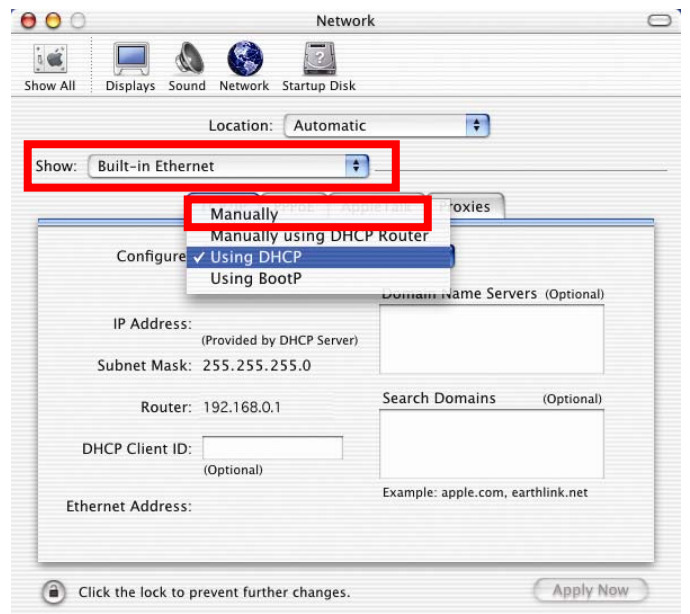 Network
Show All Displays Sound Network Startup Disk
Location: Automatic
Show: Built-in Ethernet
Proxies
Manually
Manually using DHCP Router
Configure Using DHCP
Using BootP
Domain Name Servers (Optional)
IP Address:
(Provided by DHCP Server)
Subnet Mask: 255.255.255.0
Search Domains (Optional)
Router: 192.168.0.1
DHCP Client ID:
(Optional)
Example: apple.com, earthlink.net
Ethernet Address:
Click the lock to prevent further changes.
Apply Now